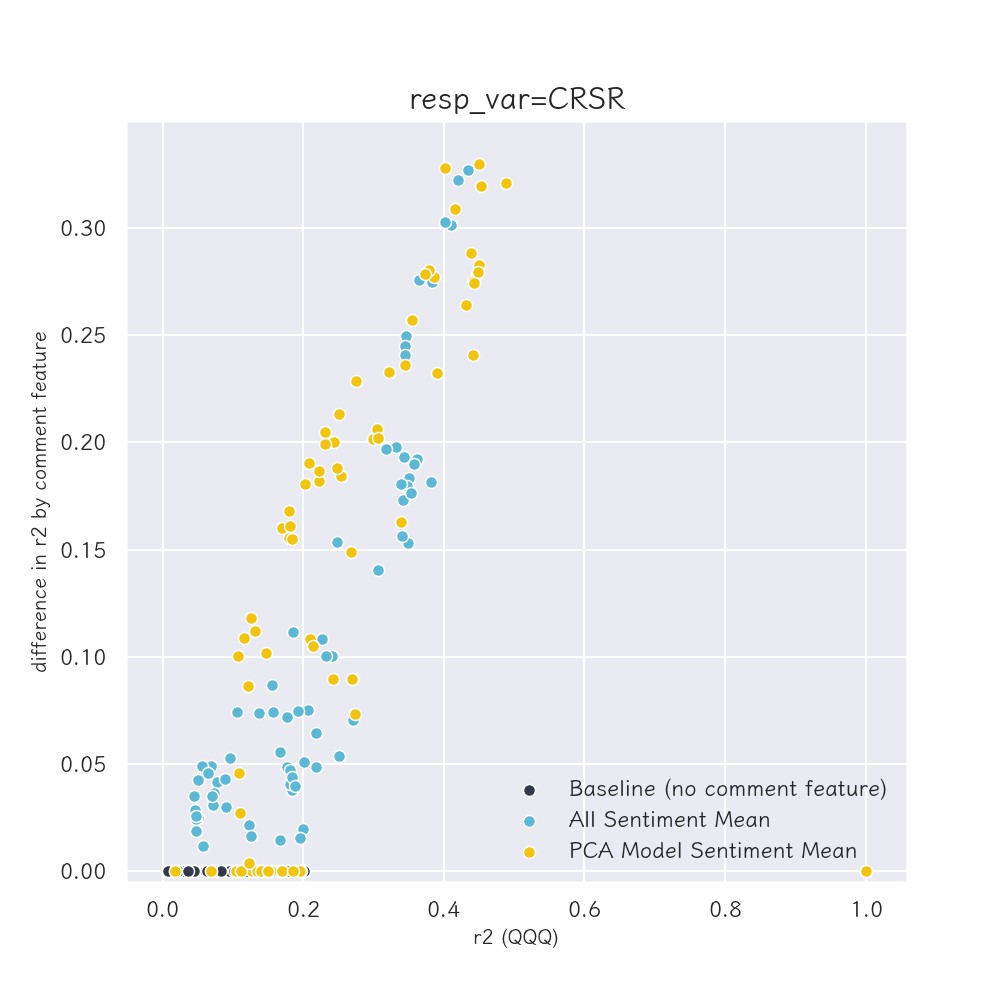 resp_var=CRSR
difference in r2 by comment feature
0.30
0.25
0.20
0.15
0.10
0.05
0.00
Baseline (no comment feature)
All Sentiment Mean
PCA Model Sentiment Mean
0.0 0.2 0.4 0.6 0.8 1.0
r2 (QQQ)